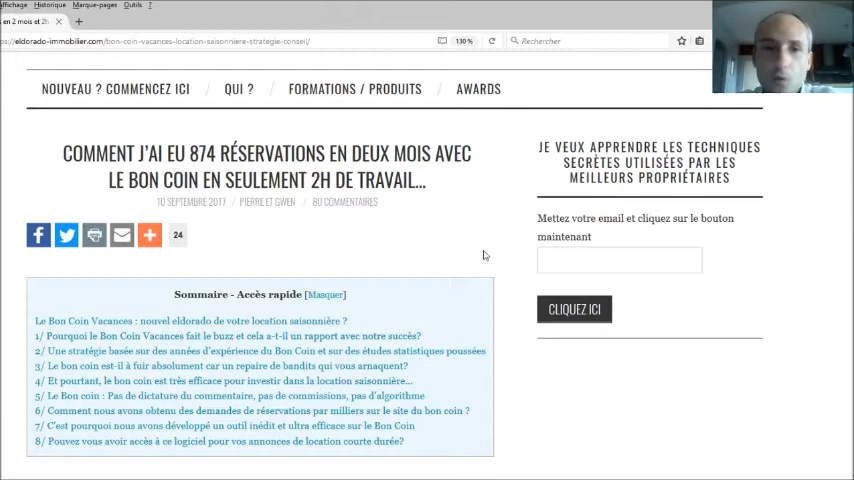 ffichage Historique Marque-pages Outils ?
s en 2 mois et 2h
ps://eldorado-immobilier.com/bon-coin-vacances-location-saisonniere-strategie-conseil/
130 %
Rechercher
NOUVEAU ? COMMENCEZ ICI / QUI ? / FORMATIONS / PRODUITS / AWARDS
COMMENT J'AI EU 874 RÉSERVATIONS EN DEUX MOIS AVEC
LE BON COIN EN SEULEMENT 2H DE TRAVAIL...
10 SEPTEMBRE 2017 / PIERRE ET GWEN / 80 COMMENTAIRES
24
Sommaire - Accès rapide [Masquer]
Le Bon Coin Vacances : nouvel eldorado de votre location saisonnière ?
1/ Pourquoi le Bon Coin Vacances fait le buzz et cela a-t-il un rapport avec notre succès?
2/ Une stratégie basée sur des années d'expérience du Bon Coin et sur des études statistiques poussées
3/ Le bon coin est-il à fuir absolument car un repaire de bandits qui vous arnaquent?
4/ Et pourtant, le bon coin est très efficace pour investir dans la location saisonnière...
5/ Le Bon coin : Pas de dictature du commentaire, pas de commissions, pas d'algorithme
6/ Comment nous avons obtenu des demandes de réservations par milliers sur le site du bon coin ?
7/ C'est pourquoi nous avons développé un outil inédit et ultra efficace sur le Bon Coin
8/ Pouvez vous avoir accès à ce logiciel pour vos annonces de location courte durée?
JE VEUX APPRENDRE LES TECHNIQUES
SECRÈTES UTILISÉES PAR LES
MEILLEURS PROPRIÉTAIRES
Mettez votre email et cliquez sur le bouton
maintenant
CLIQUEZ ICI